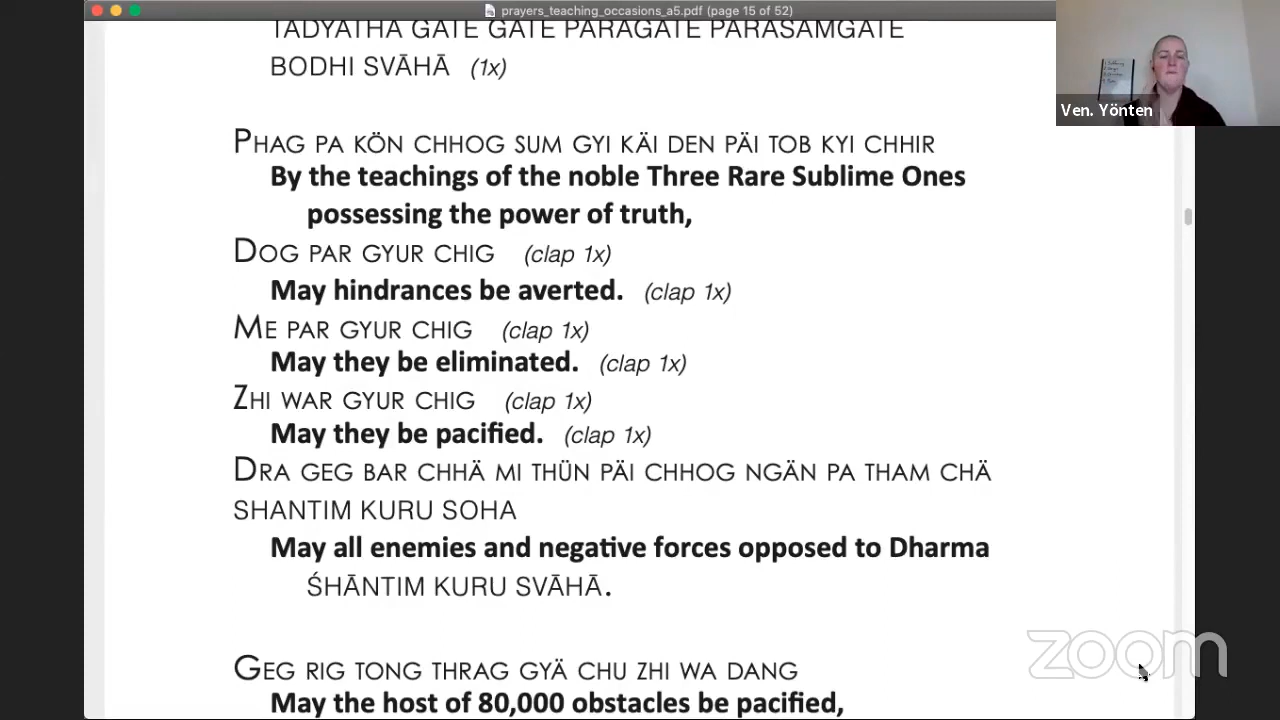 prayers_teaching_occasions_a5.pdf (page 15 of 52)
TADYATHĀ GATE GATE PĀRAGATE PĀRASAṂGATE
BODHI SVĀHĀ (1x)
Ven. Yönten
PHAG PA KÖN CHHOG SUM GYI KÄI DEN PÄI TOB KYI CHHIR
By the teachings of the noble Three Rare Sublime Ones
possessing the power of truth,
DOG PAR GYUR CHIG (clap 1x)
May hindrances be averted. (clap 1x)
ME PAR GYUR CHIG (clap 1x)
May they be eliminated. (clap 1x)
ZHI WAR GYUR CHIG (clap 1x)
May they be pacified. (clap 1x)
DRA GEG BAR CHHÄ MI THÜN PÄI CHHOG NGÄN PA THAM CHÄ
SHANTIM KURU SOHA
May all enemies and negative forces opposed to Dharma
ŚHĀNTIM KURU SVĀHĀ.
GEG RIG TONG THRAG GYÄ CHU ZHI WA DANG
May the host of 80,000 obstacles be pacified,
zoom